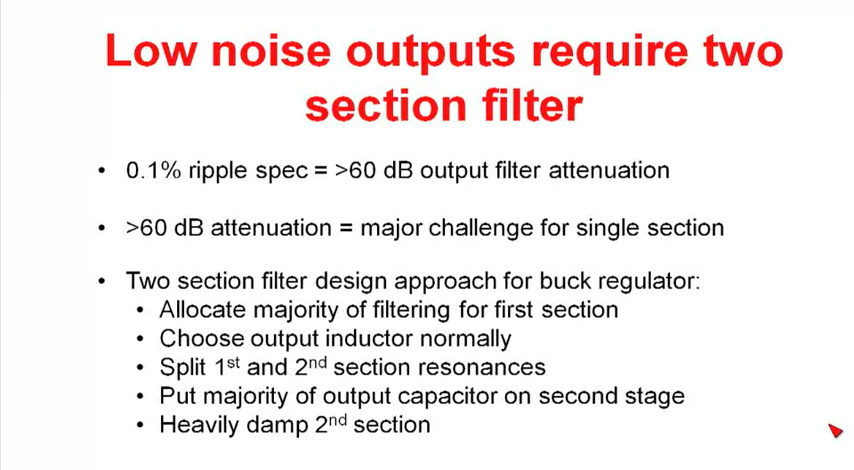 Low noise outputs require two
section filter
• 0.1% ripple spec = >60 dB output filter attenuation
• >60 dB attenuation = major challenge for single section
• Two section filter design approach for buck regulator:
• Allocate majority of filtering for first section
• Choose output inductor normally
• Split 1st and 2nd section resonances
• Put majority of output capacitor on second stage
• Heavily damp 2nd section